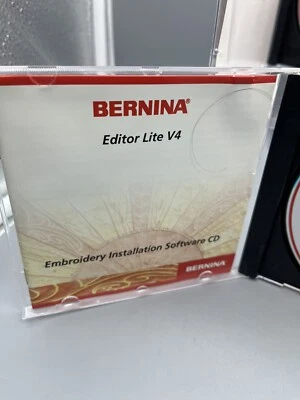 BERNINA®
Editor Lite V4
Embroidery Installation Software CD
BERNINA